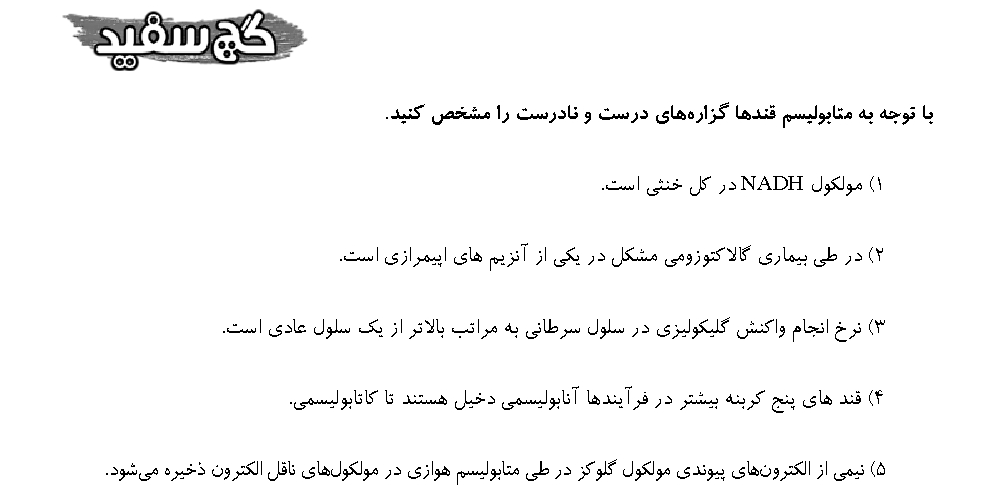 گچ سفید
با توجه به متابولیسم قندها گزاره‌های درست و نادرست را مشخص کنید.
۱) مولکول NADH در کل خنثی است.
۲) در طی بیماری گالاکتوزومی مشکل در یکی از آنزیم های اپیمرازی است.
۳) نرخ انجام واکنش گلیکولیزی در سلول سرطانی به مراتب بالاتر از یک سلول عادی است.
۴) قند های پنج کربنه بیشتر در فرآیندها آنابولیسمی دخیل هستند تا کاتابولیسمی.
۵) نیمی از الکترون‌های پیوندی مولکول گلوکز در طی متابولیسم هوازی در مولکول‌های ناقل الکترون ذخیره می‌شود.